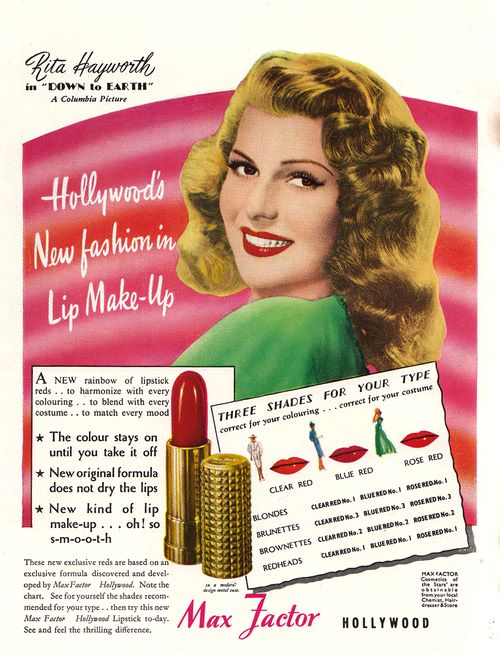 Rita Hayworth
in "DOWN to EARTH"
A Columbia Picture
Hollywood's
New fashion in
Lip Make-Up
A NEW rainbow of lipstick
reds . . to harmonize with every
colouring . . to blend with every
costume . . to match every mood
★ The colour stays on
until you take it off
★ New original formula
does not dry the lips
★ New kind of lip
make-up . . . oh! so
s-m-o-o-t-h
THREE SHADES FOR YOUR TYPE
correct for your colouring . . . correct for your costume
CLEAR RED BLUE RED ROSE RED
BLONDES CLEAR RED No. 1 BLUE RED No. 1 ROSE RED No. 1
BRUNETTES CLEAR RED No. 3 BLUE RED No. 3 ROSE RED No. 3
BROWNETTES CLEAR RED No. 2 BLUE RED No. 2 ROSE RED No. 2
REDHEADS CLEAR RED No. 1 BLUE RED No. 1 ROSE RED No. 1
These new exclusive reds are based on an
exclusive formula discovered and devel-
oped by Max Factor Hollywood. Note the
chart. See for yourself the shades recom-
mended for your type . . then try this new
Max Factor Hollywood Lipstick to-day.
See and feel the thrilling difference.
in a modern
design metal case.
Max Factor HOLLYWOOD
MAX FACTOR
Cosmetics of
the Stars' are
obtainable
from your local
Chemist, Hair-
dresser & Store